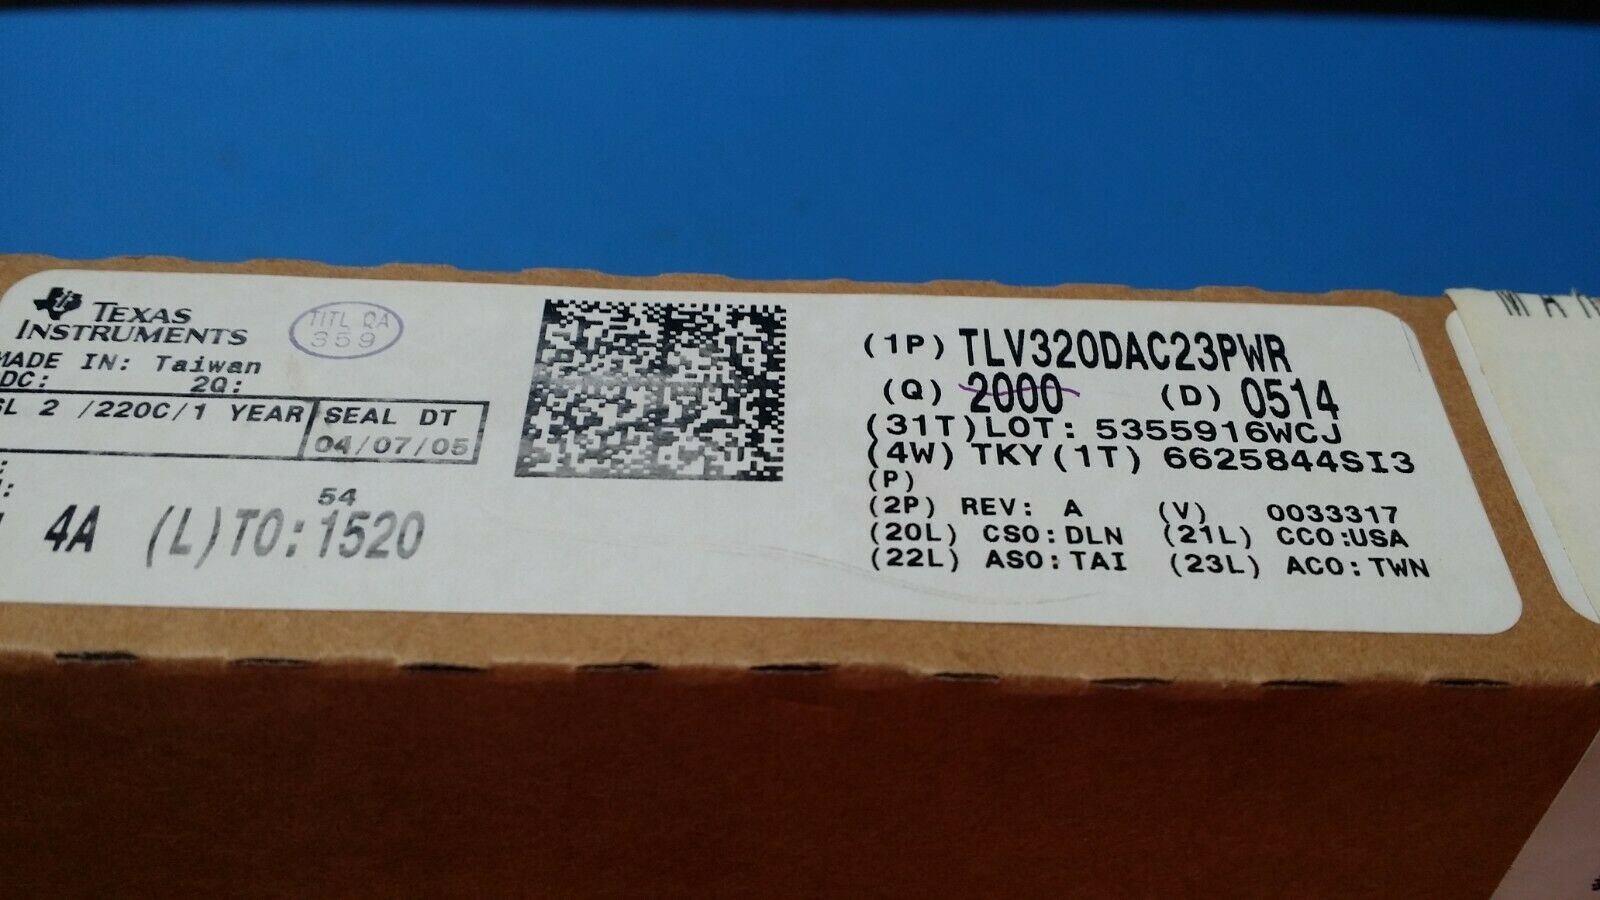 TEXAS
INSTRUMENTS
TITL QA
359
MADE IN: Taiwan
DC: 2Q:
SL 2 /220C/1 YEAR SEAL DT
04/07/05
54
4A (L)TO:1520
(1P) TLV320DAC23PWR
(Q) 2000 (D) 0514
(31T)LOT: 5355916WCJ
(4W) TKY(1T) 6625844SI3
(P)
(2P) REV: A (V) 0033317
(20L) CSO:DLN (21L) CCO:USA
(22L) ASO:TAI (23L) ACO:TWN